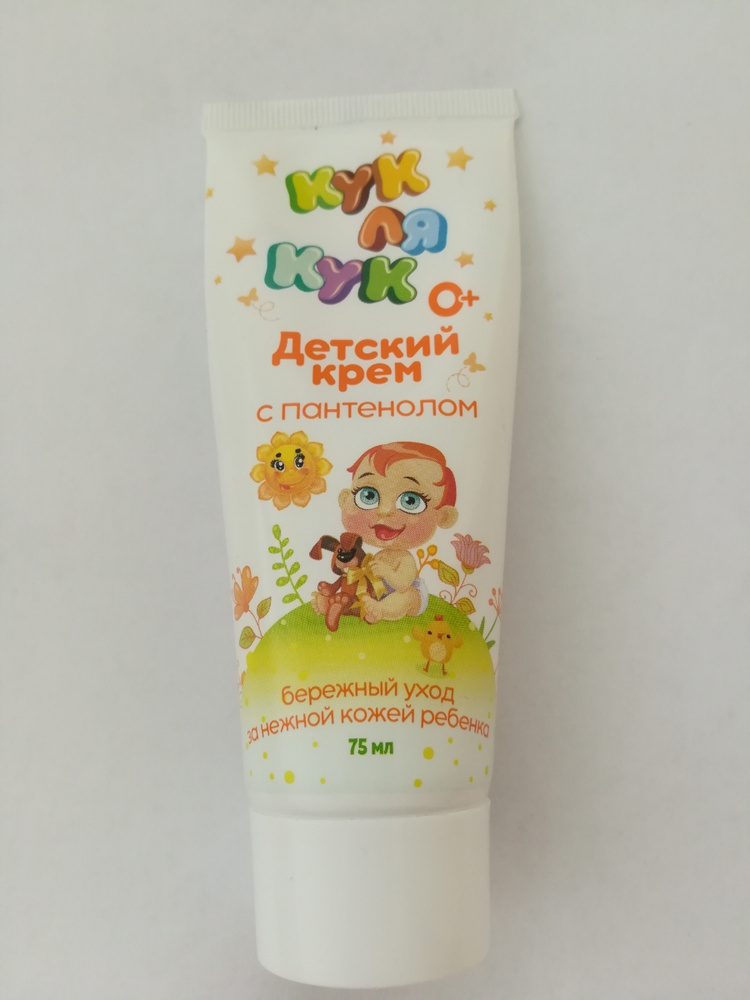 КУК
ЛЯ
КУК
0+
Детский
крем
с пантенолом
бережный уход
за нежной кожей ребенка
75 мл